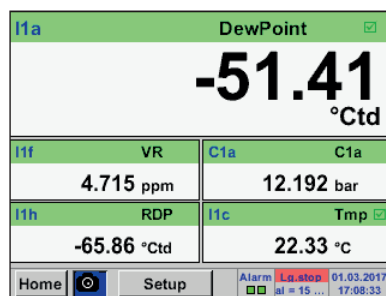 I1a DewPoint
-51.41
°Ctd
I1f VR C1a C1a
4.715 ppm 12.192 bar
I1h RDP I1c Tmp
-65.86 °Ctd 22.33 °C
Home Setup Alarm Lg.stop 01.03.2017
al = 15 ... 17:08:33